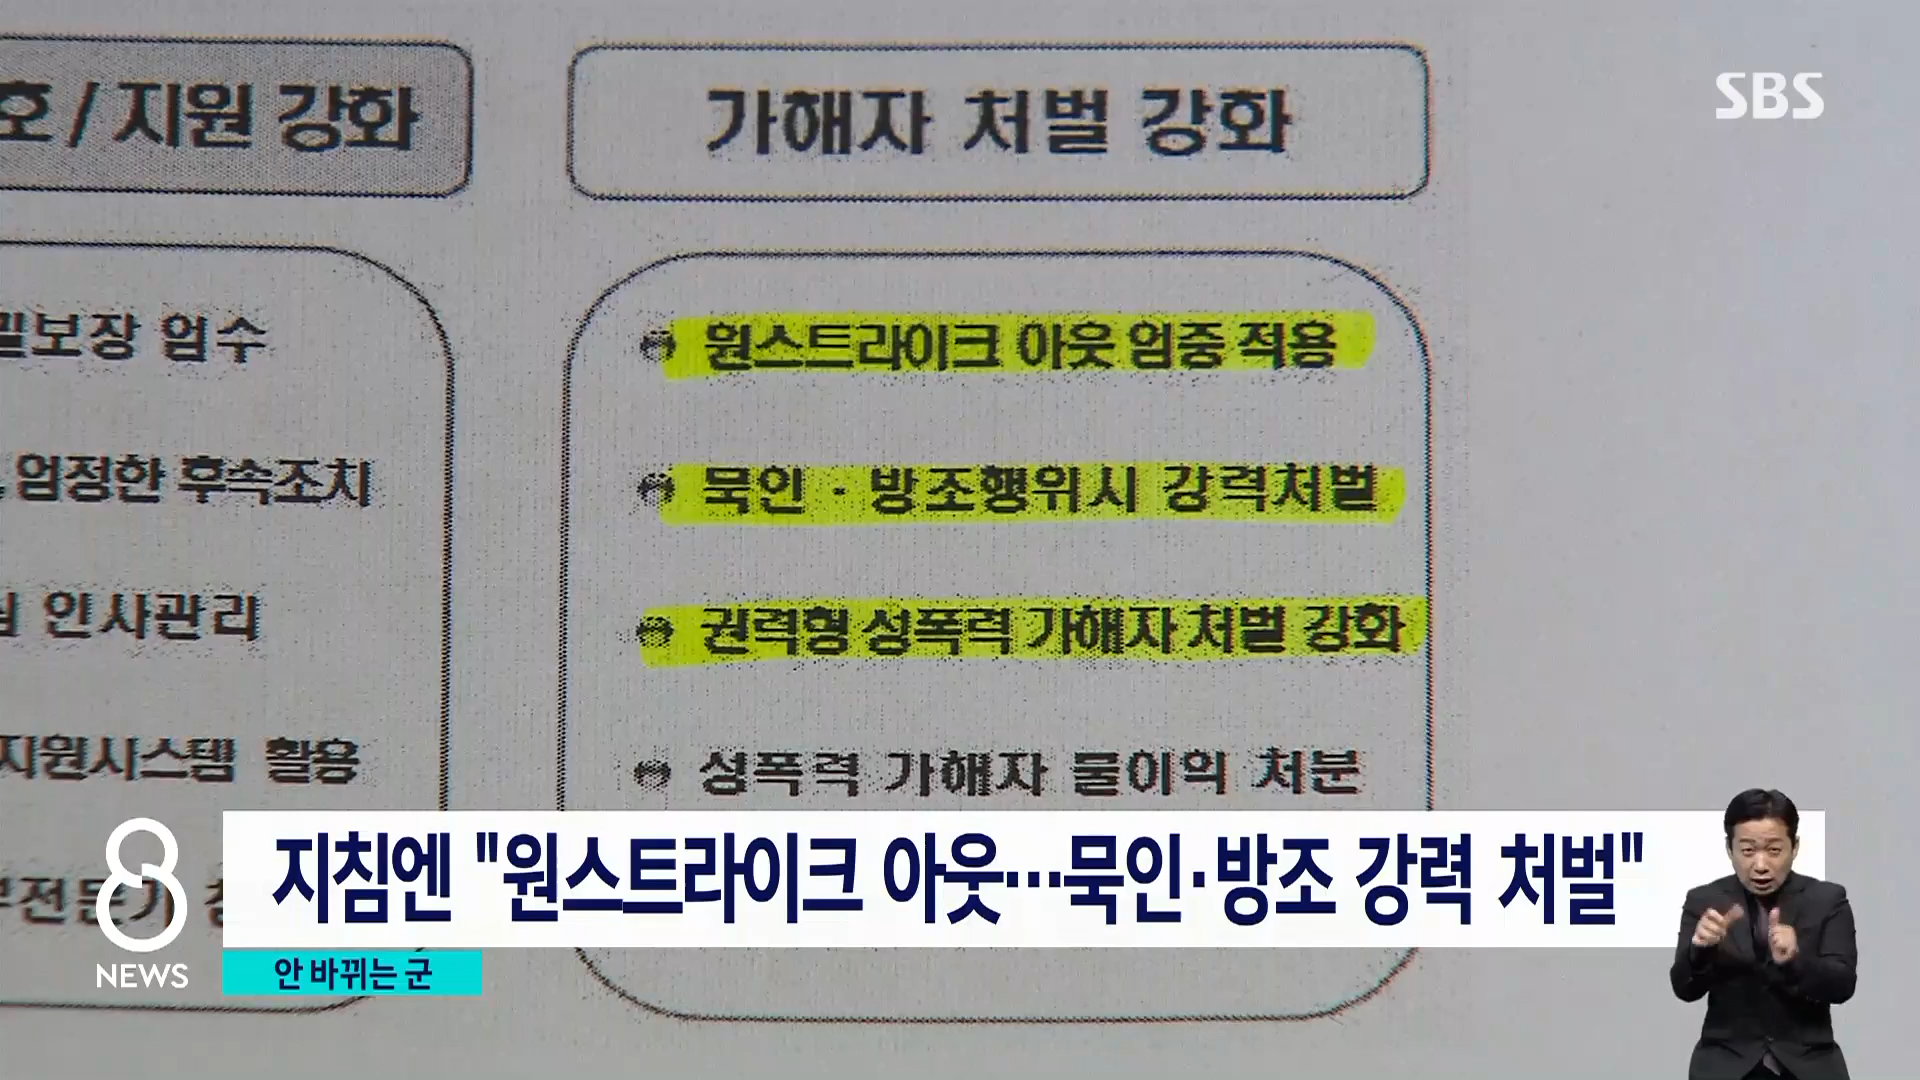 호 / 지원 강화
가해자 처벌 강화
SBS
밀보장 엄수
원스트라이크 아웃 엄중 적용
엄정한 후속조치
묵인 · 방조행위시 강력처벌
인사관리
권력형 성폭력 가해자 처벌 강화
지원시스템 활용
성폭력 가해자 불이익 처분
부전문가
지침엔 "원스트라이크 아웃…묵인·방조 강력 처벌"
8 NEWS
안 바뀌는 군